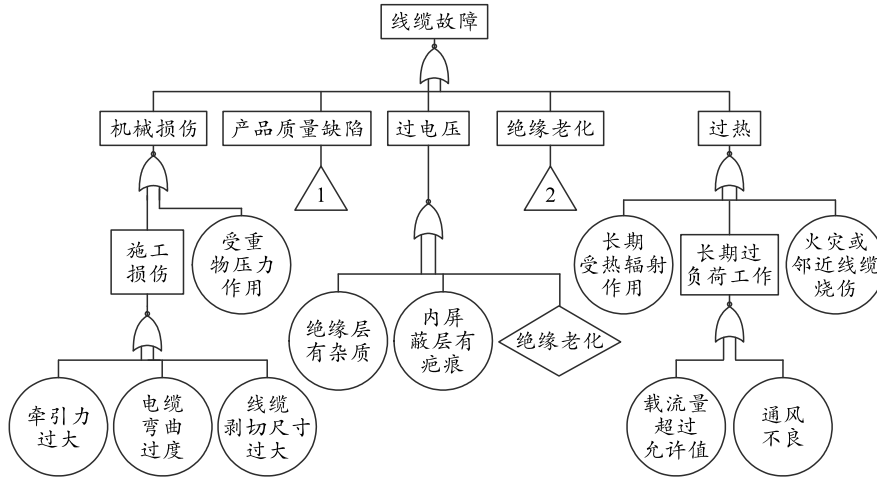 线缆故障
机械损伤
产品质量缺陷
过电压
绝缘老化
过热
1
2
施工
损伤
受重
物压力
作用
长期
受热辐射
作用
长期过
负荷工作
火灾或
邻近线缆
烧伤
绝缘层
有杂质
内屏
蔽层有
疤痕
绝缘老化
牵引力
过大
电缆
弯曲
过度
线缆
剥切尺寸
过大
载流量
超过
允许值
通风
不良